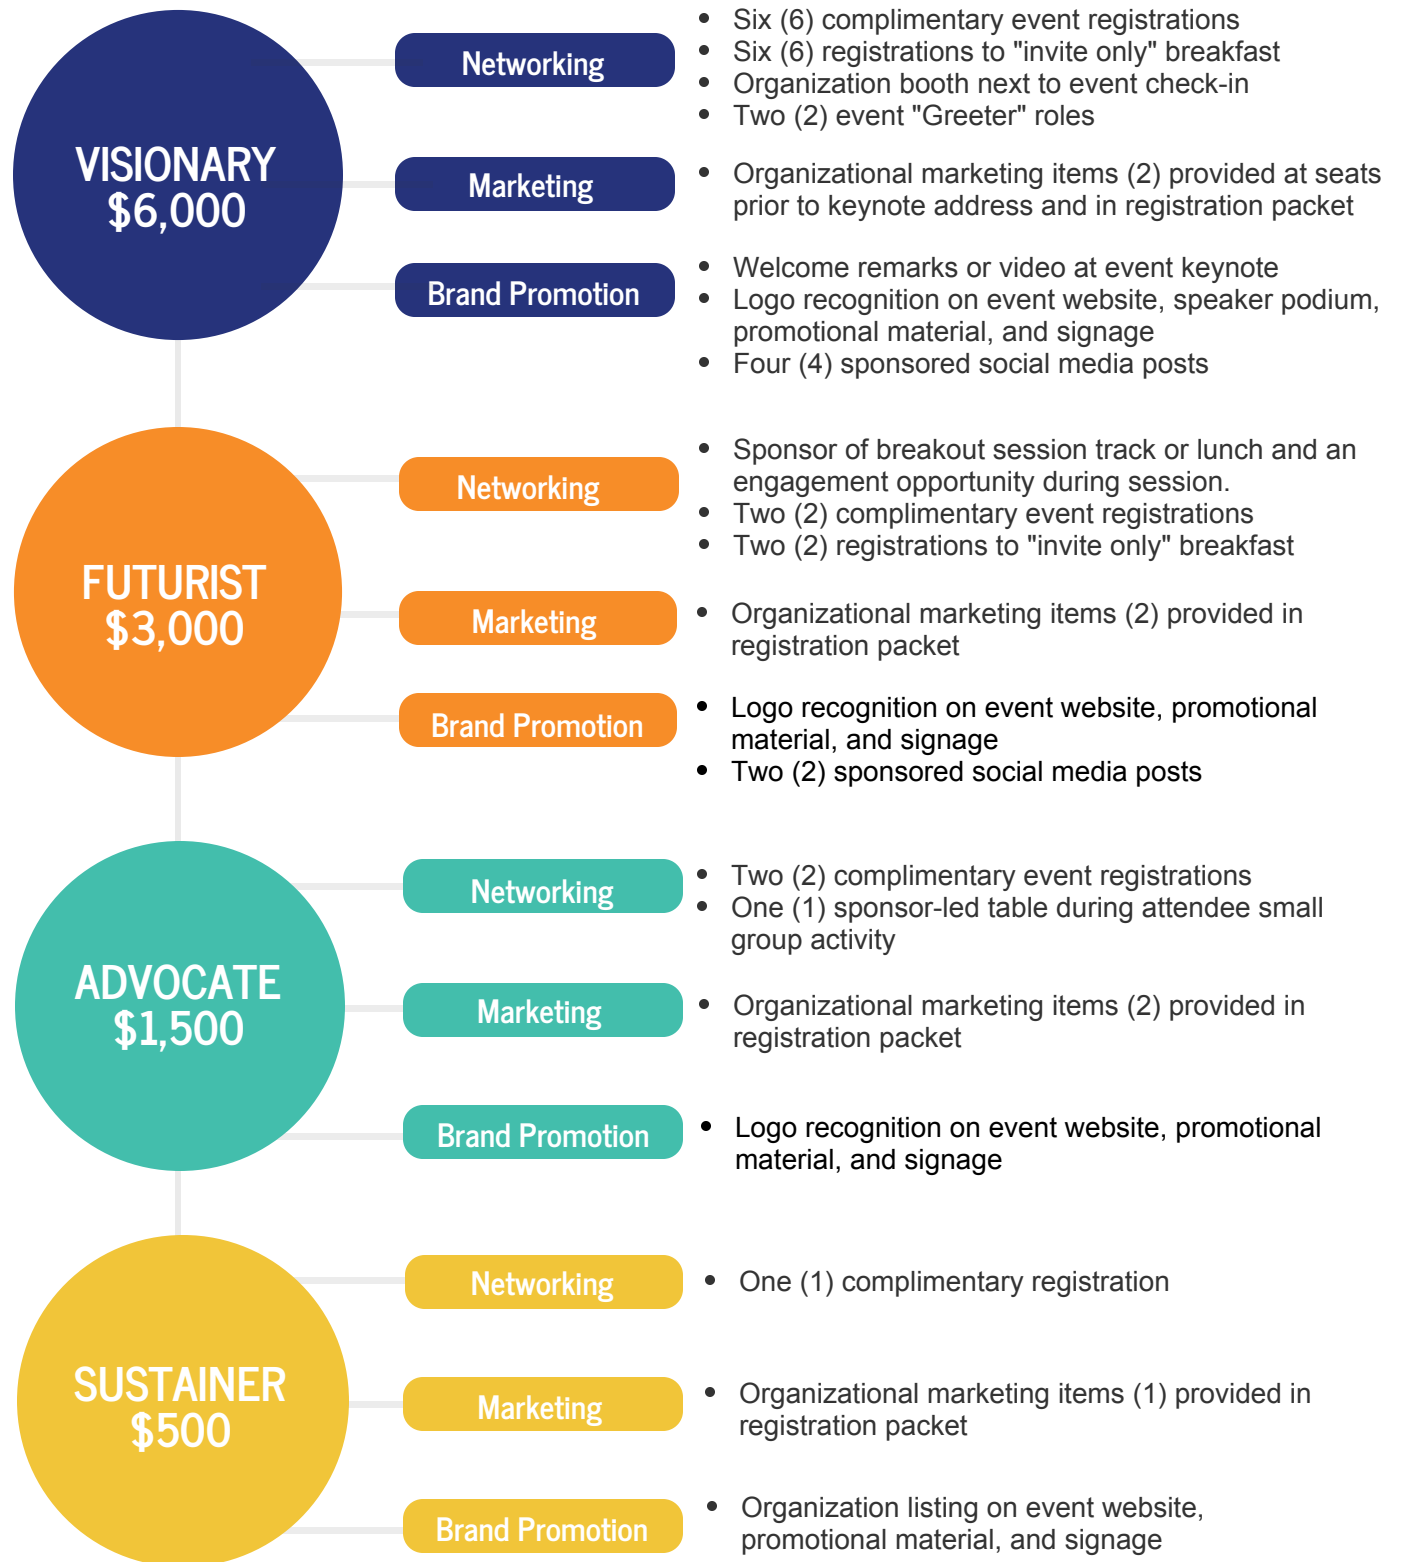 VISIONARY
$6,000
Networking
• Six (6) complimentary event registrations
• Six (6) registrations to "invite only" breakfast
• Organization booth next to event check-in
• Two (2) event "Greeter" roles
Marketing
• Organizational marketing items (2) provided at seats
prior to keynote address and in registration packet
Brand Promotion
• Welcome remarks or video at event keynote
• Logo recognition on event website, speaker podium,
promotional material, and signage
• Four (4) sponsored social media posts
FUTURIST
$3,000
Networking
• Sponsor of breakout session track or lunch and an
engagement opportunity during session.
• Two (2) complimentary event registrations
• Two (2) registrations to "invite only" breakfast
Marketing
• Organizational marketing items (2) provided in
registration packet
Brand Promotion
• Logo recognition on event website, promotional
material, and signage
• Two (2) sponsored social media posts
ADVOCATE
$1,500
Networking
• Two (2) complimentary event registrations
• One (1) sponsor-led table during attendee small
group activity
Marketing
• Organizational marketing items (2) provided in
registration packet
Brand Promotion
• Logo recognition on event website, promotional
material, and signage
SUSTAINER
$500
Networking
• One (1) complimentary registration
Marketing
• Organizational marketing items (1) provided in
registration packet
Brand Promotion
• Organization listing on event website,
promotional material, and signage